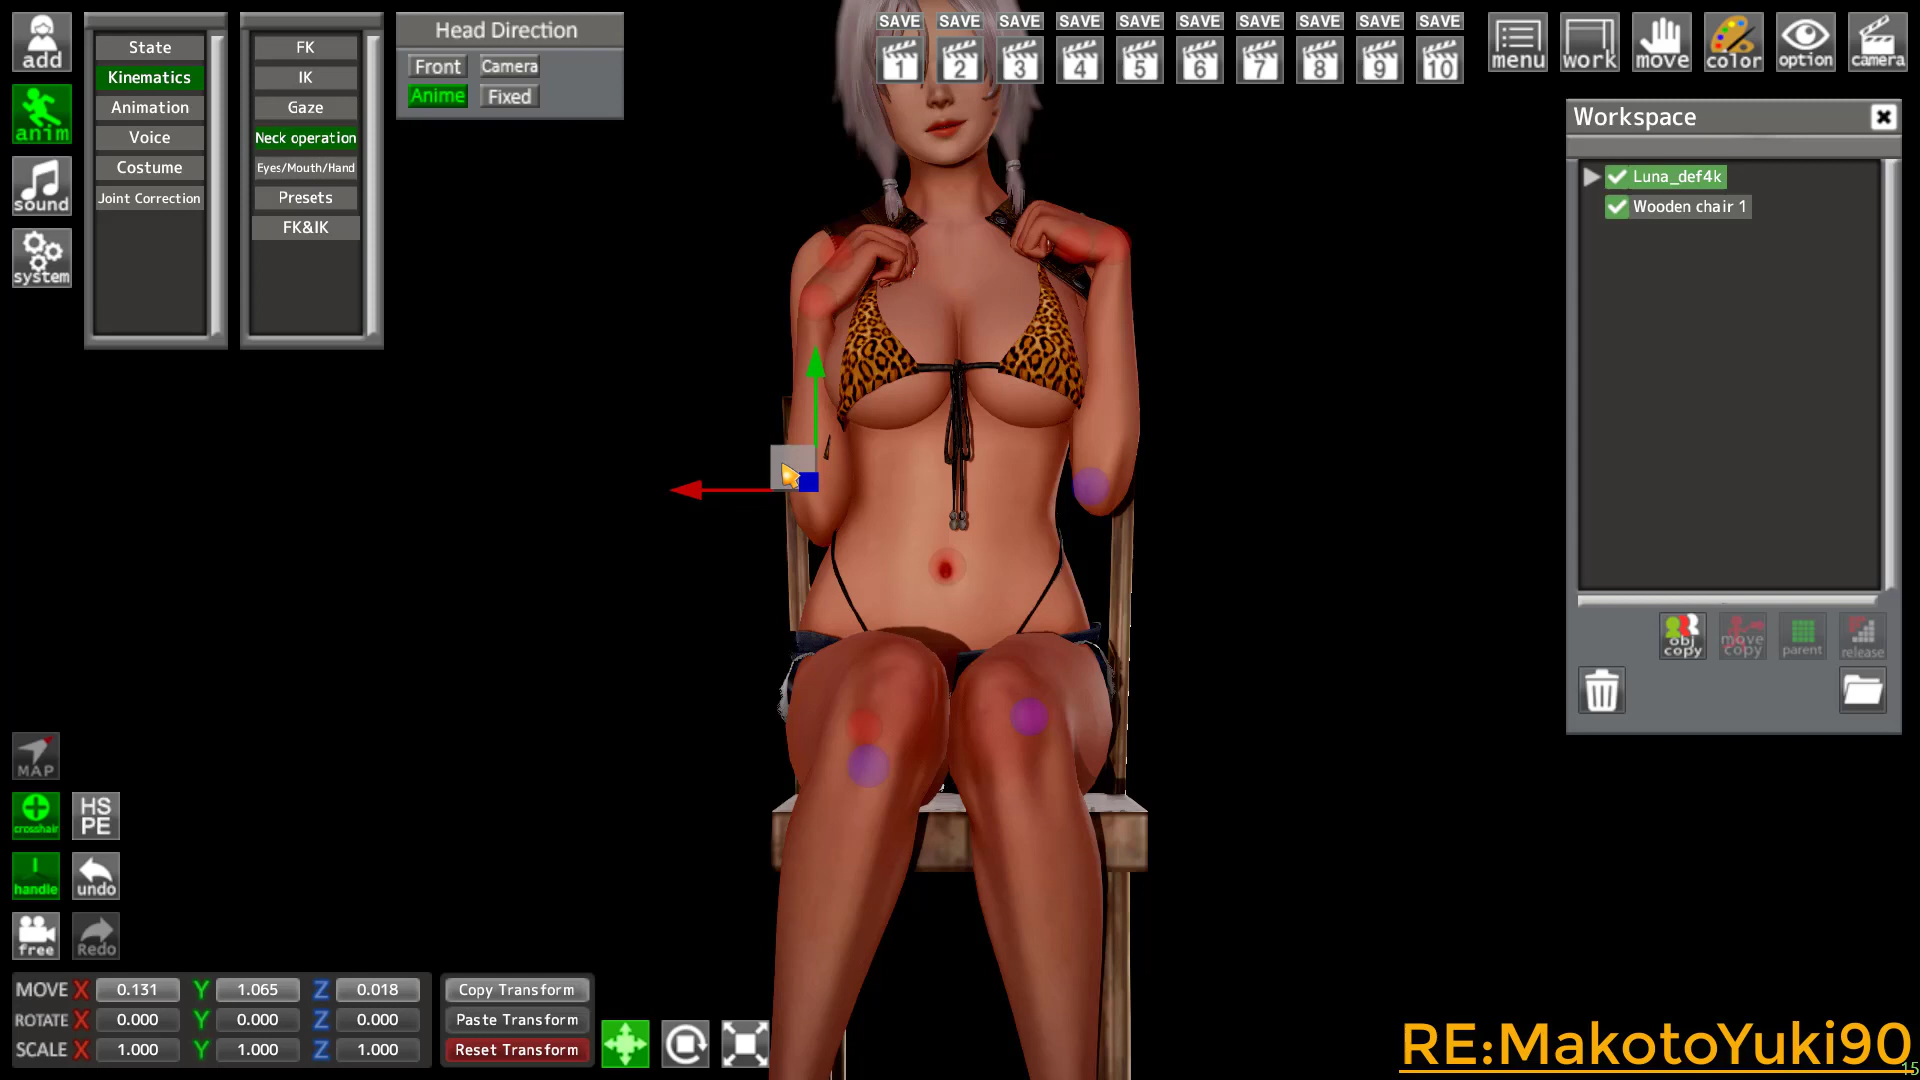 add
anim
sound
system
State
Kinematics
Animation
Voice
Costume
Joint Correction
FK
IK
Gaze
Neck operation
Eyes/Mouth/Hand
Presets
FK&IK
Head Direction
Front Camera
Anime Fixed
SAVE SAVE SAVE SAVE SAVE SAVE SAVE SAVE SAVE SAVE
1 2 3 4 5 6 7 8 9 10
menu work move color option camera
Workspace
Luna_def4k
Wooden chair 1
obj copy
move copy
parent
release
MAP
crosshair
HS PE
handle
undo
free
Redo
MOVE X 0.131 Y 1.065 Z 0.018
ROTATE X 0.000 Y 0.000 Z 0.000
SCALE X 1.000 Y 1.000 Z 1.000
Copy Transform
Paste Transform
Reset Transform
RE:MakotoYuki90
15